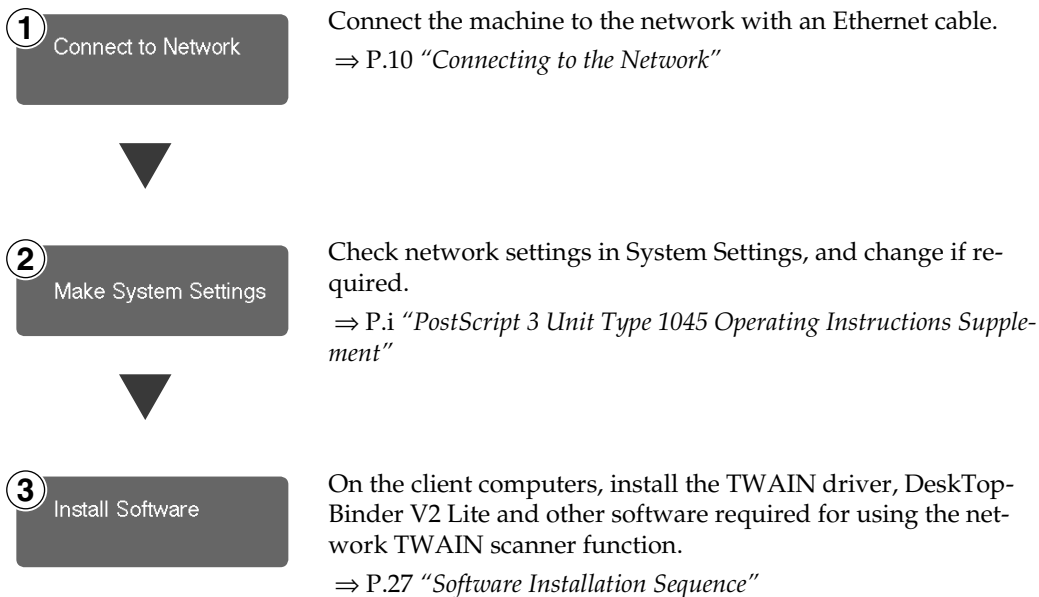 1
Connect to Network
Connect the machine to the network with an Ethernet cable.
⇒ P.10 “Connecting to the Network”
2
Make System Settings
Check network settings in System Settings, and change if re-
quired.
⇒ P.i “PostScript 3 Unit Type 1045 Operating Instructions Supple-
ment”
3
Install Software
On the client computers, install the TWAIN driver, DeskTop-
Binder V2 Lite and other software required for using the net-
work TWAIN scanner function.
⇒ P.27 “Software Installation Sequence”